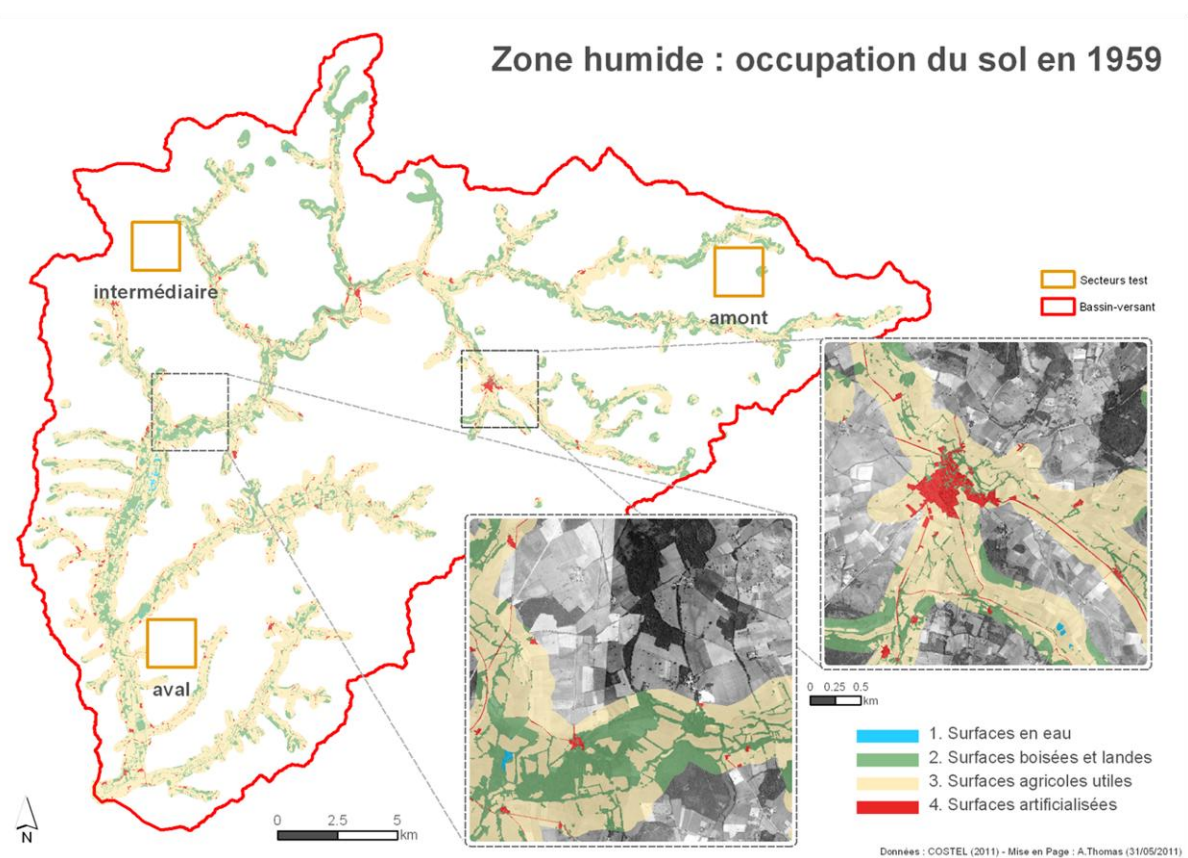 Zone humide : occupation du sol en 1959
Secteurs test
Bassin-versant
intermédiaire
amont
aval
0 0.25 0.5
km
1. Surfaces en eau
2. Surfaces boisées et landes
3. Surfaces agricoles utiles
4. Surfaces artificialisées
N
0 2.5 5
km
Données : COSTEL (2011) - Mise en Page : A.Thomas (31/05/2011)